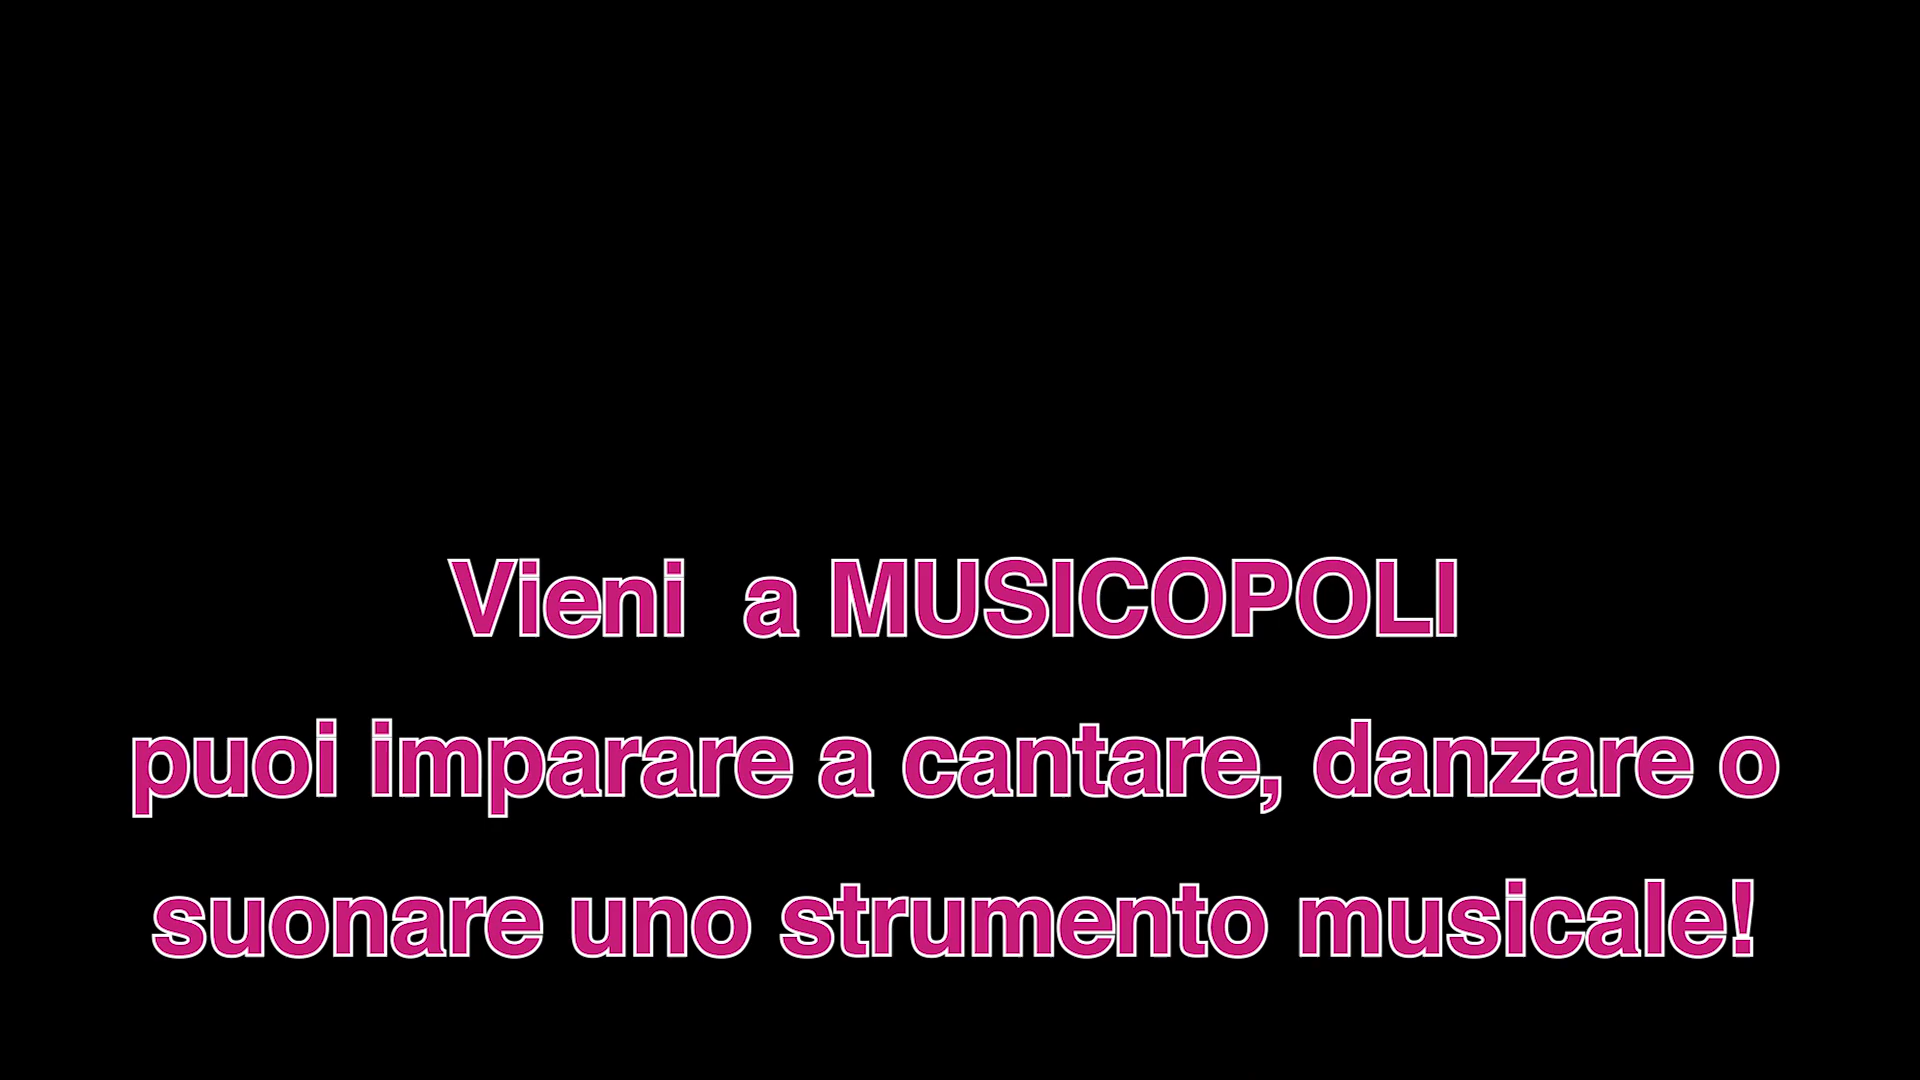 Vieni  a MUSICOPOLI
puoi imparare a cantare, danzare o
suonare uno strumento musicale!